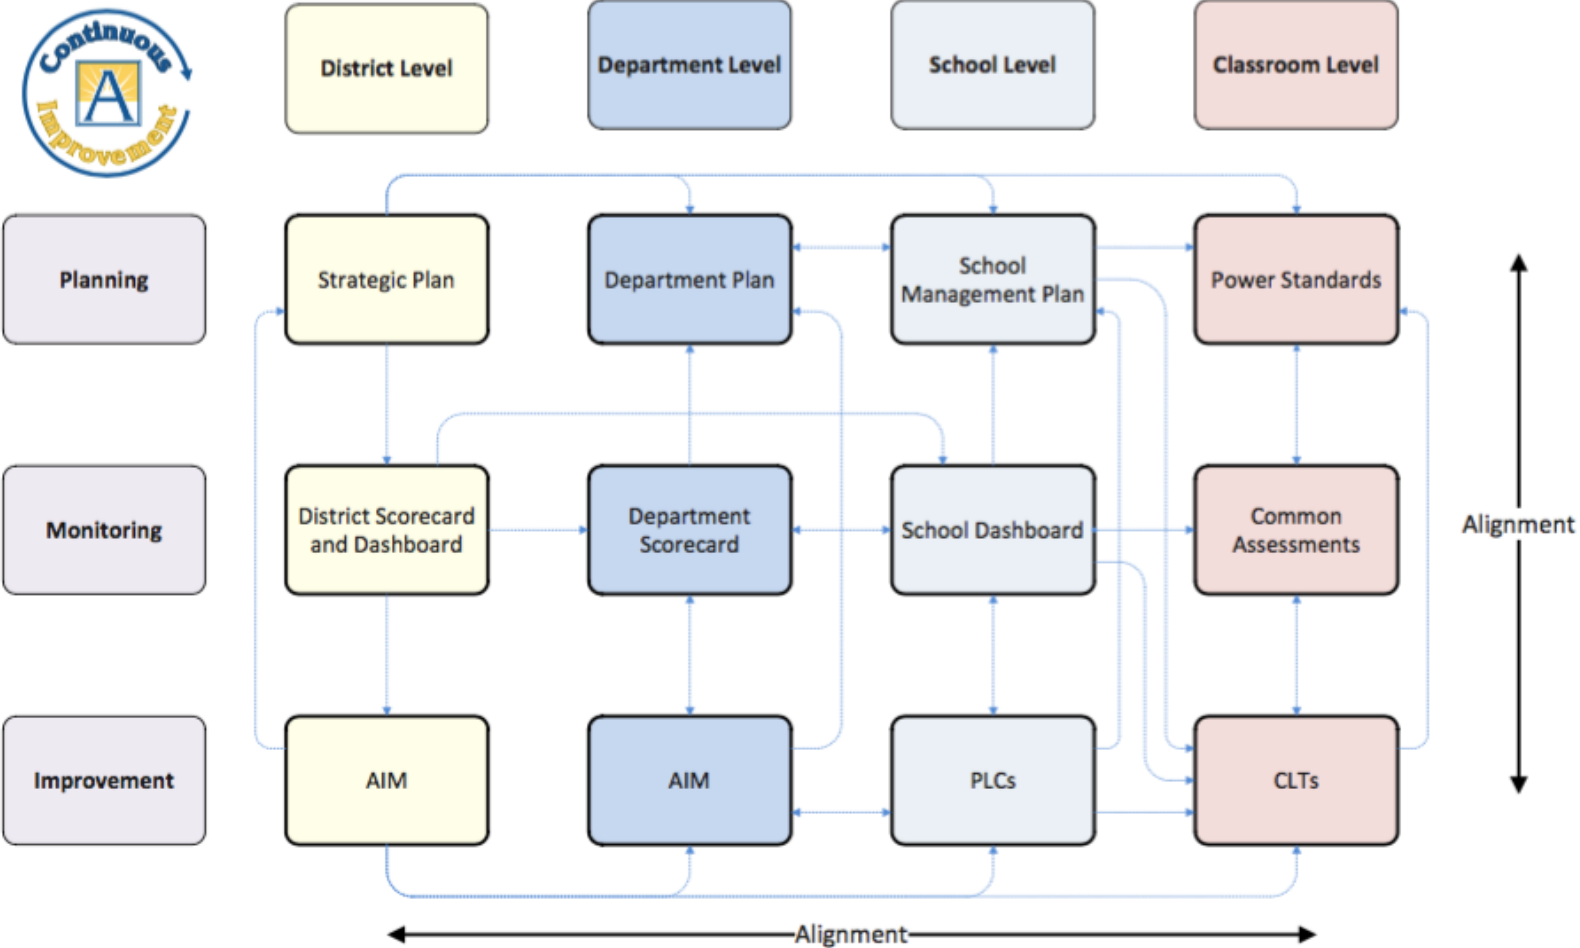 Continuous
A
Improvement
District Level
Department Level
School Level
Classroom Level
Planning
Strategic Plan
Department Plan
School
Management Plan
Power Standards
Monitoring
District Scorecard
and Dashboard
Department
Scorecard
School Dashboard
Common
Assessments
Alignment
Improvement
AIM
AIM
PLCs
CLTs
Alignment